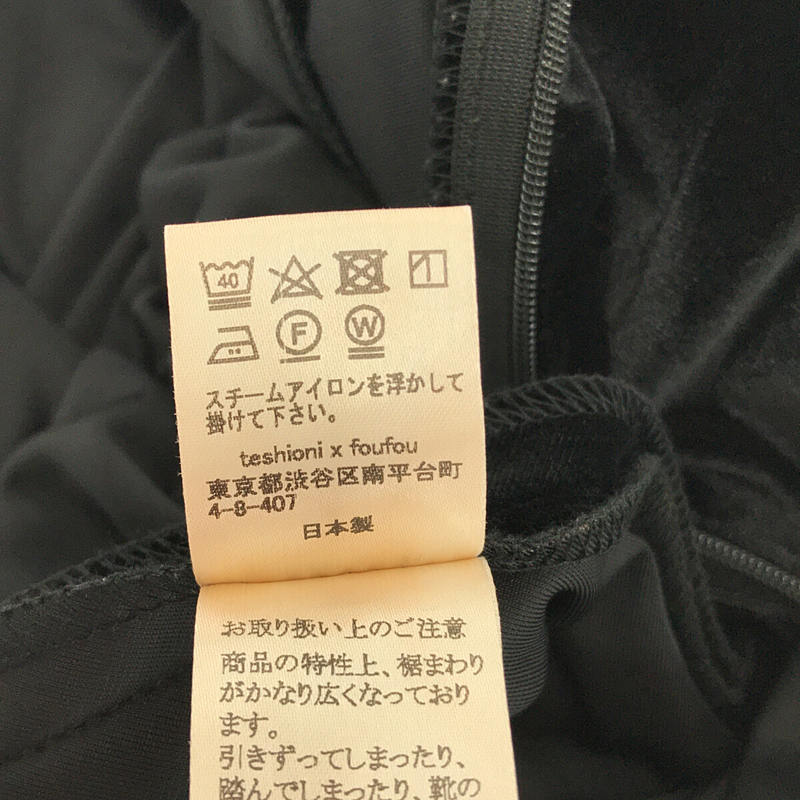 40
F W
スチームアイロンを浮かして
掛けて下さい。
teshioni x foufou
東京都渋谷区南平台町
4-8-407
日本製
お取り扱い上のご注意
商品の特性上、裾まわり
がかなり広くなっており
ます。
引きずってしまったり、
踏んでしまったり、靴の